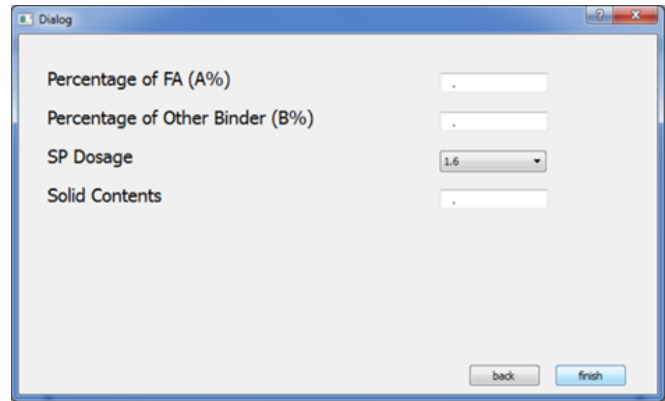 Dialog
Percentage of FA (A%)
.
Percentage of Other Binder (B%)
.
SP Dosage
1.6
Solid Contents
.
back
finish